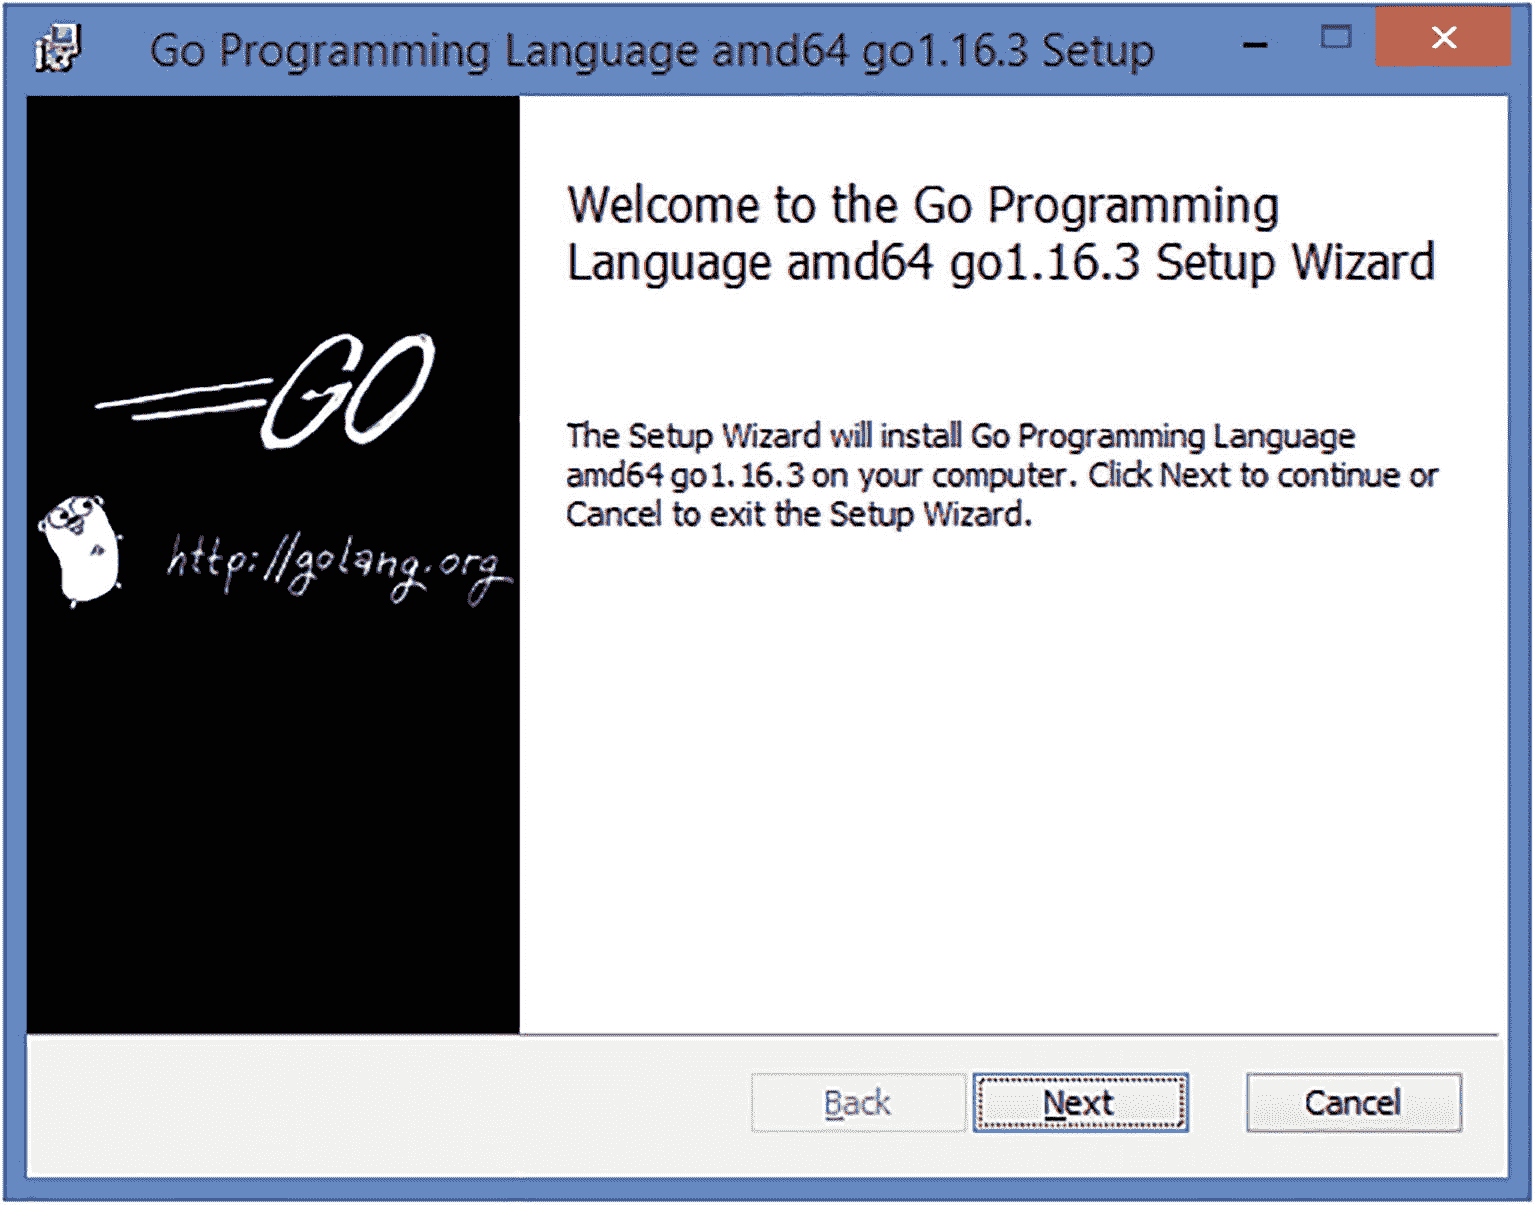 Go Programming Language amd64 go1.16.3 Setup
GO
http://golang.org
Welcome to the Go Programming
Language amd64 go1.16.3 Setup Wizard
The Setup Wizard will install Go Programming Language
amd64 go1.16.3 on your computer. Click Next to continue or
Cancel to exit the Setup Wizard.
Back Next Cancel